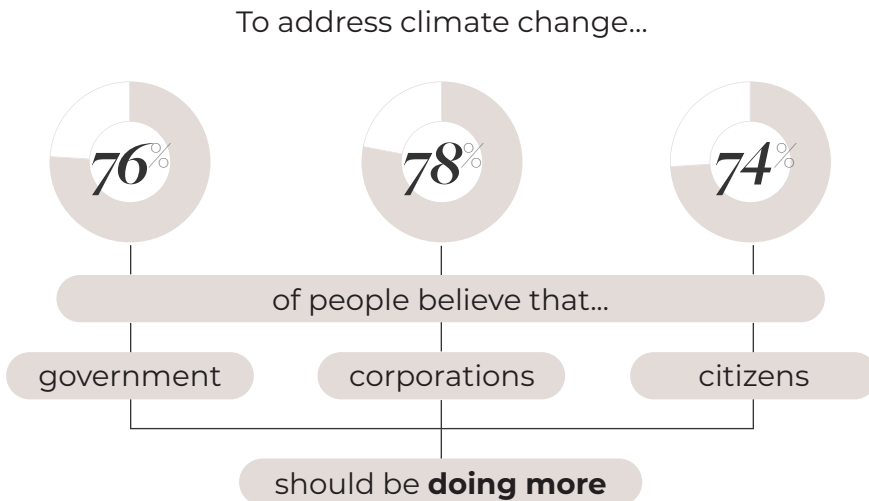 To address climate change...
76%
78%
74%
of people believe that...
government
corporations
citizens
should be doing more